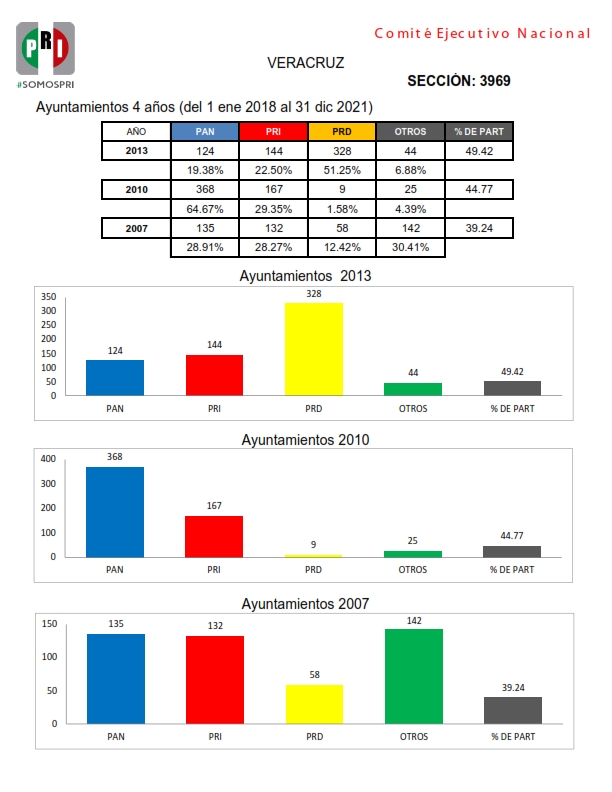 Comité Ejecutivo Nacional
PRI
#SOMOSPRI
VERACRUZ
SECCIÓN: 3969
Ayuntamientos 4 años (del 1 ene 2018 al 31 dic 2021)
AÑO PAN PRI PRD OTROS % DE PART
2013 124 144 328 44 49.42
19.38% 22.50% 51.25% 6.88%
2010 368 167 9 25 44.77
64.67% 29.35% 1.58% 4.39%
2007 135 132 58 142 39.24
28.91% 28.27% 12.42% 30.41%
Ayuntamientos 2013
350
300
250
200
150
100
50
0
124 144 328 44 49.42
PAN PRI PRD OTROS % DE PART
Ayuntamientos 2010
400
300
200
100
0
368 167 9 25 44.77
PAN PRI PRD OTROS % DE PART
Ayuntamientos 2007
150
100
50
0
135 132 58 142 39.24
PAN PRI PRD OTROS % DE PART